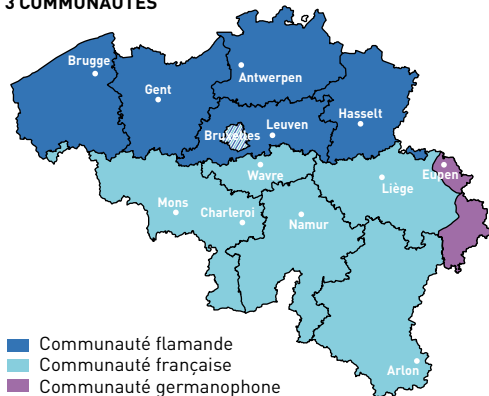 3 COMMUNAUTÉS
Brugge
Antwerpen
Gent
Hasselt
Bruxelles
Leuven
Wavre
Eupen
Liège
Mons
Charleroi
Namur
Arlon
Communauté flamande
Communauté française
Communauté germanophone